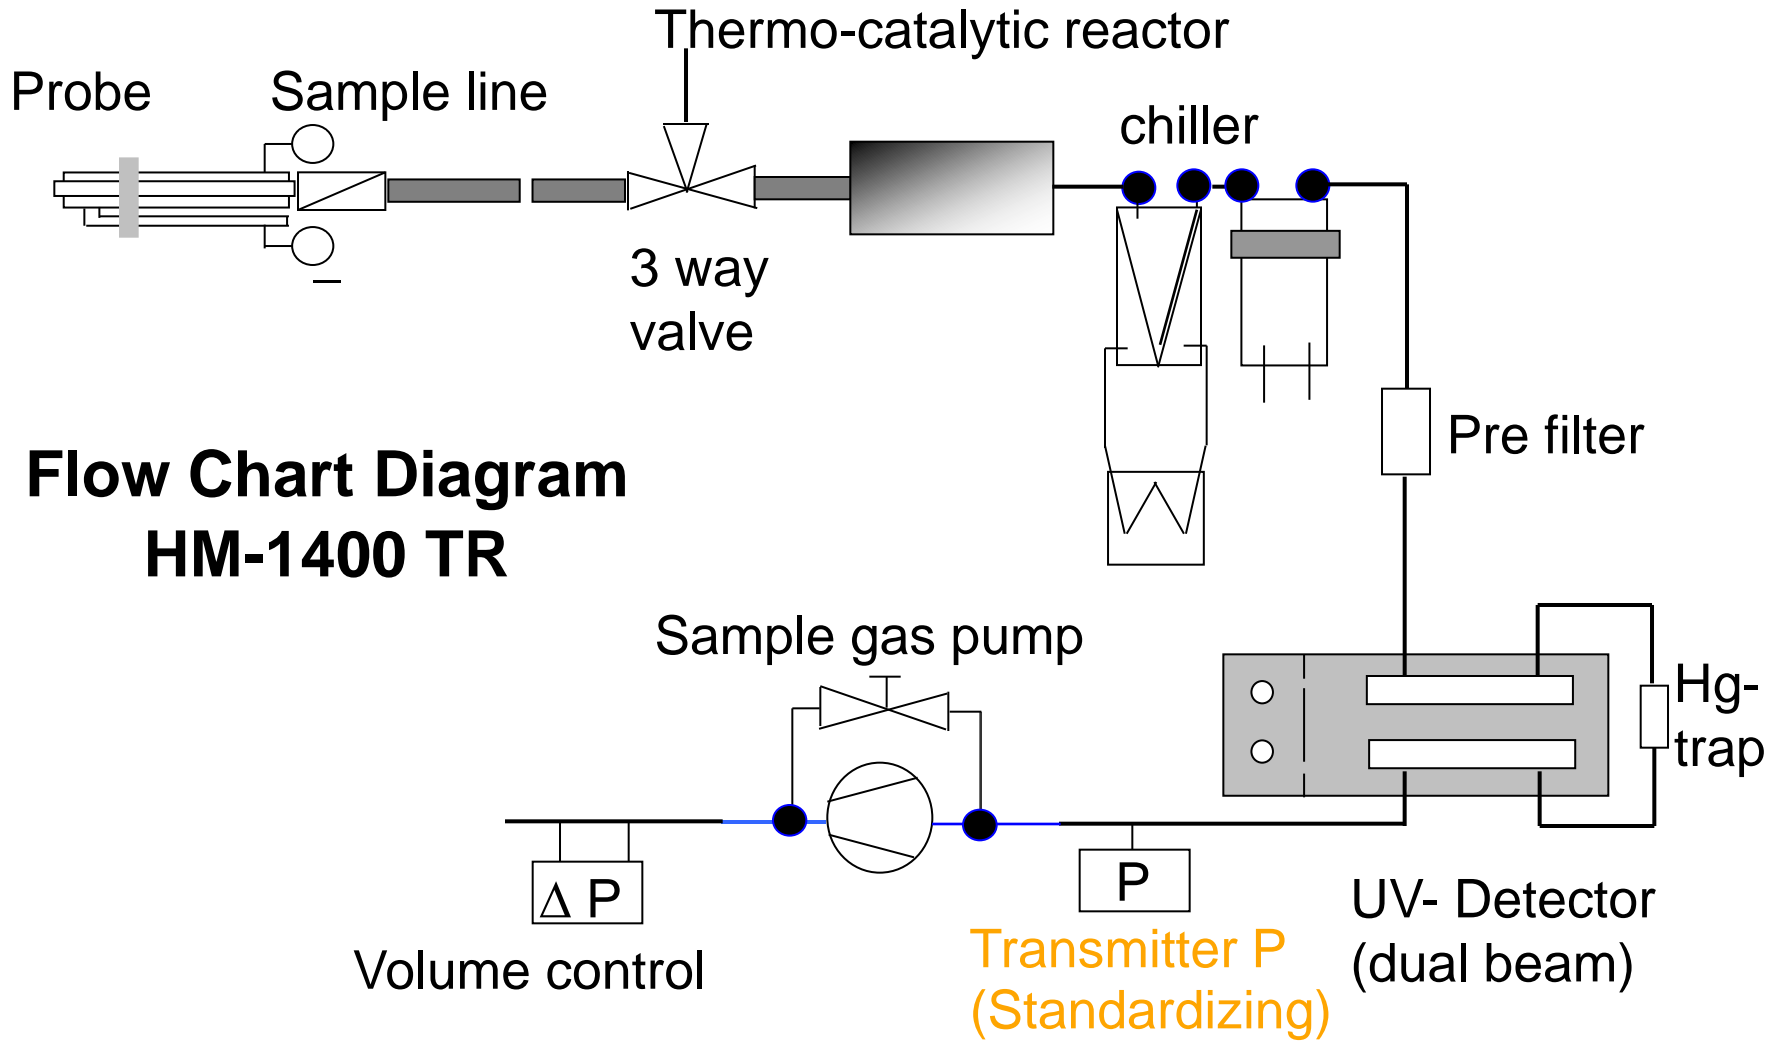 Thermo-catalytic reactor
Probe
Sample line
chiller
3 way
valve
Pre filter
Flow Chart Diagram
HM-1400 TR
Sample gas pump
Hg-
trap
Δ P
P
Volume control
Transmitter P
(Standardizing)
UV- Detector
(dual beam)